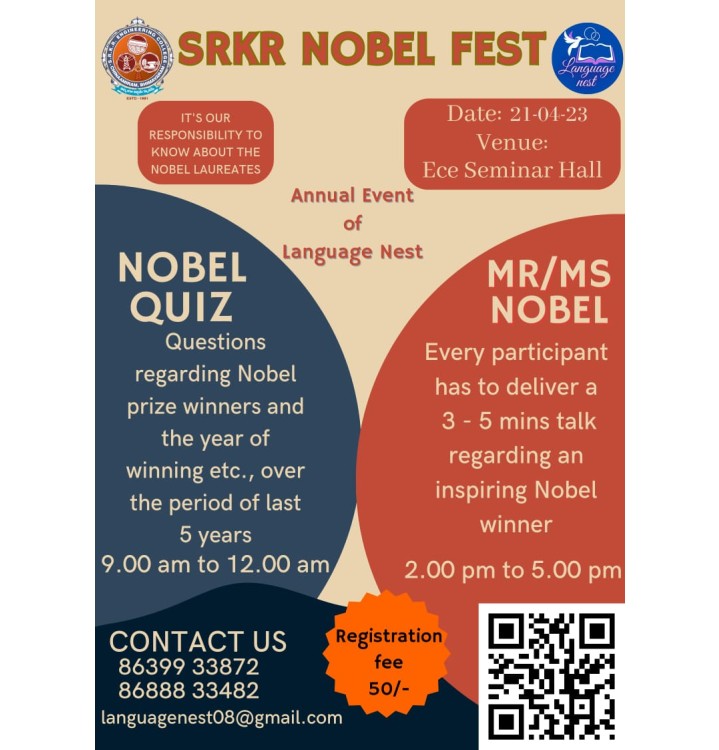 SRKR NOBEL FEST
Language
nest
ESTD - 1980
IT'S OUR
RESPONSIBILITY TO
KNOW ABOUT THE
NOBEL LAUREATES
Date: 21-04-23
Venue:
Ece Seminar Hall
Annual Event
of
Language Nest
NOBEL
QUIZ
Questions
regarding Nobel
prize winners and
the year of
winning etc., over
the period of last
5 years
9.00 am to 12.00 am
MR/MS
NOBEL
Every participant
has to deliver a
3 - 5 mins talk
regarding an
inspiring Nobel
winner
2.00 pm to 5.00 pm
CONTACT US
86399 33872
86888 33482
languagenest08@gmail.com
Registration
fee
50/-